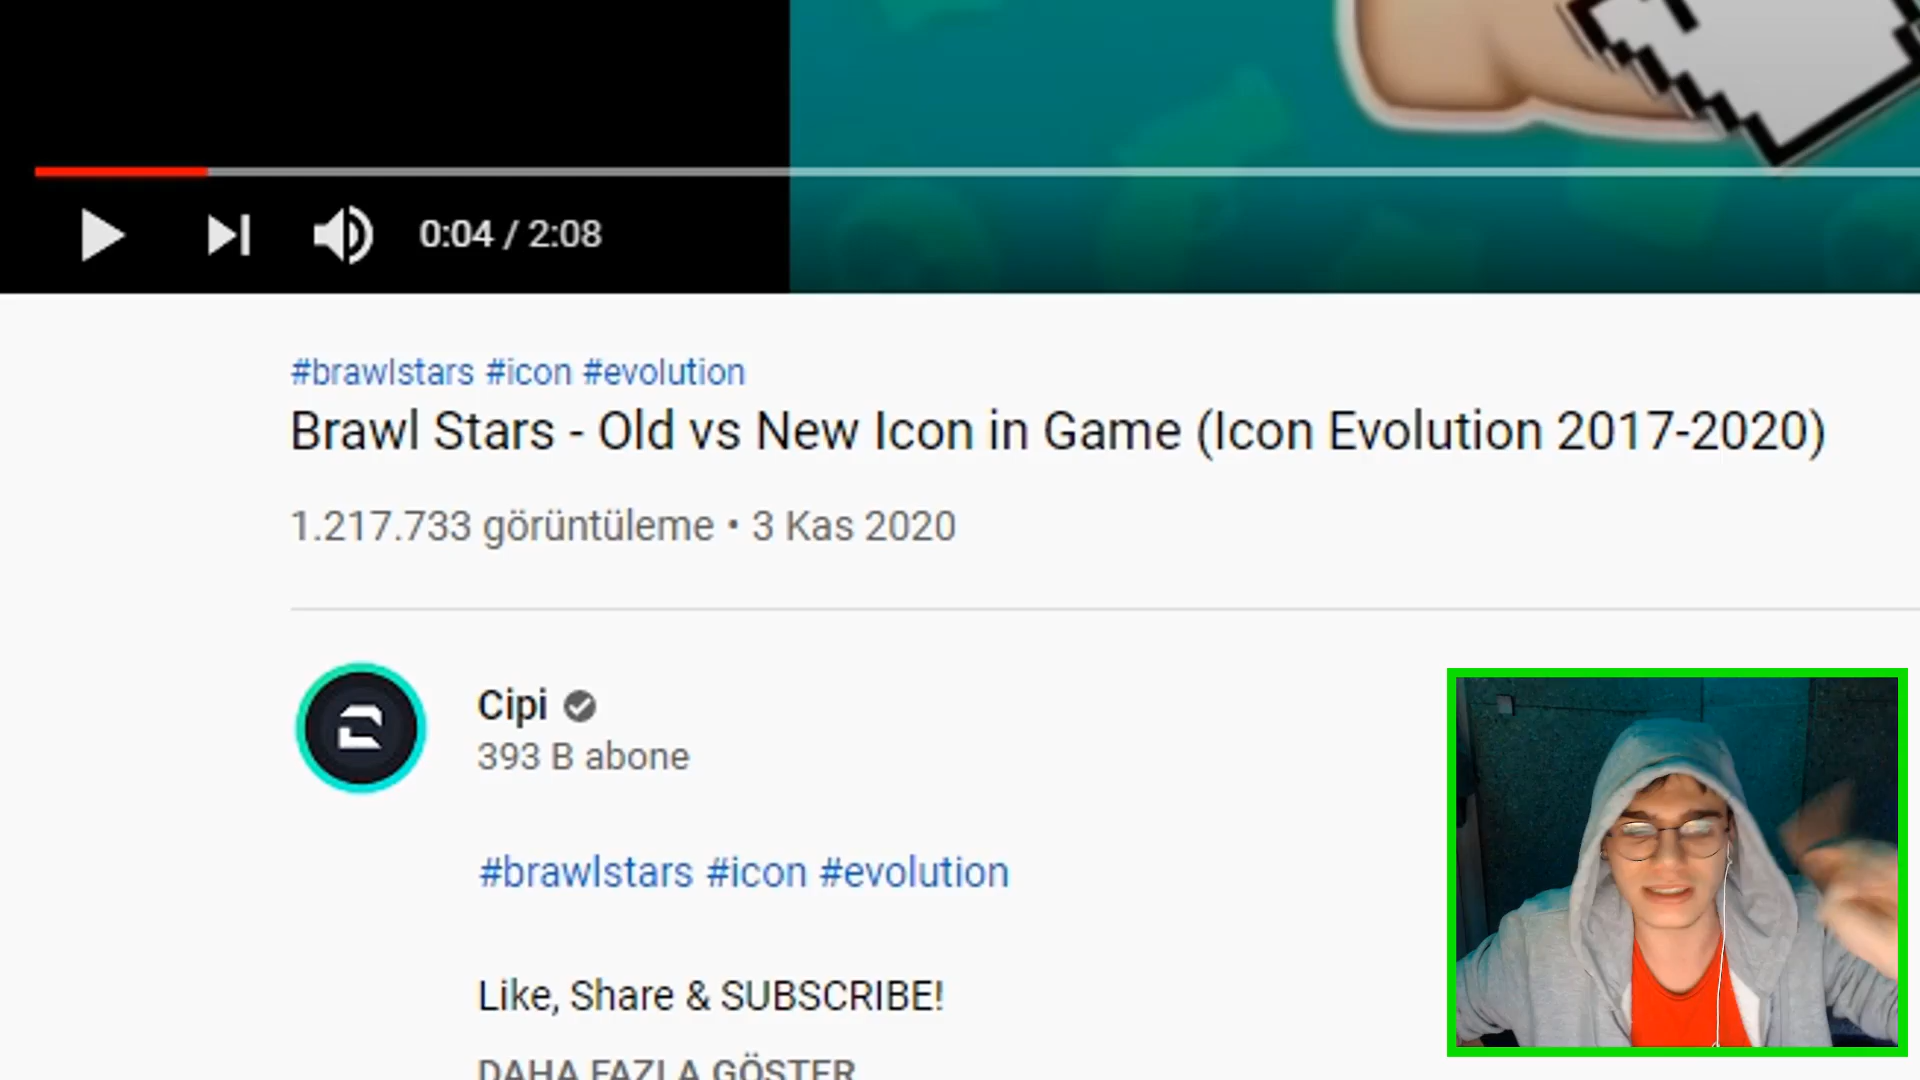 0:04 / 2:08
#brawlstars #icon #evolution
Brawl Stars - Old vs New Icon in Game (Icon Evolution 2017-2020)
1.217.733 görüntüleme • 3 Kas 2020
Cipi
393 B abone
#brawlstars #icon #evolution
Like, Share & SUBSCRIBE!
DAHA FAZLA GÖSTER